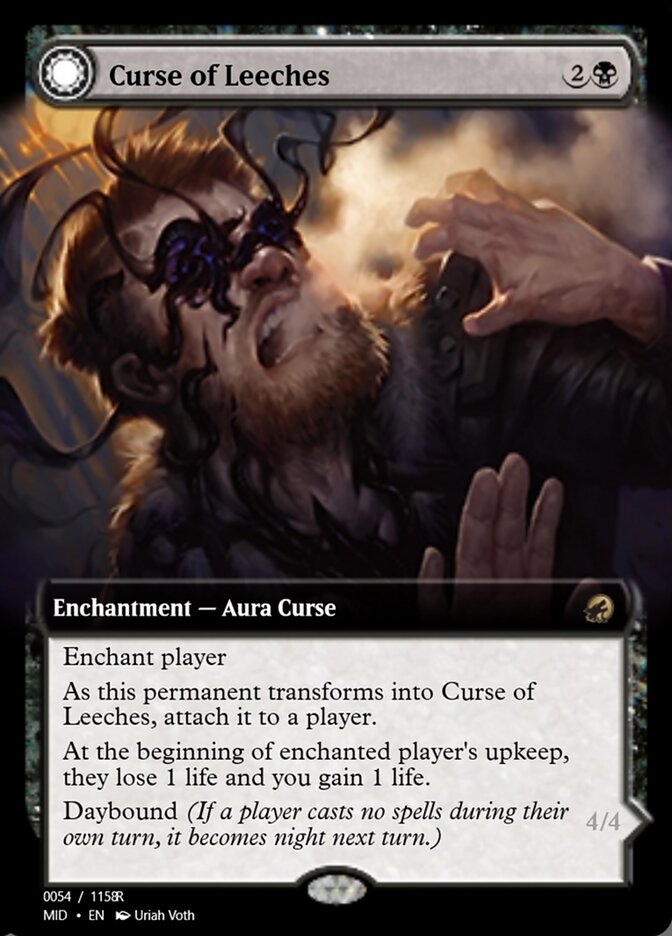 Curse of Leeches 2
Enchantment — Aura Curse
Enchant player
As this permanent transforms into Curse of
Leeches, attach it to a player.
At the beginning of enchanted player's upkeep,
they lose 1 life and you gain 1 life.
Daybound (If a player casts no spells during their
own turn, it becomes night next turn.)
4/4
0054 / 1158R
MID • EN Uriah Voth